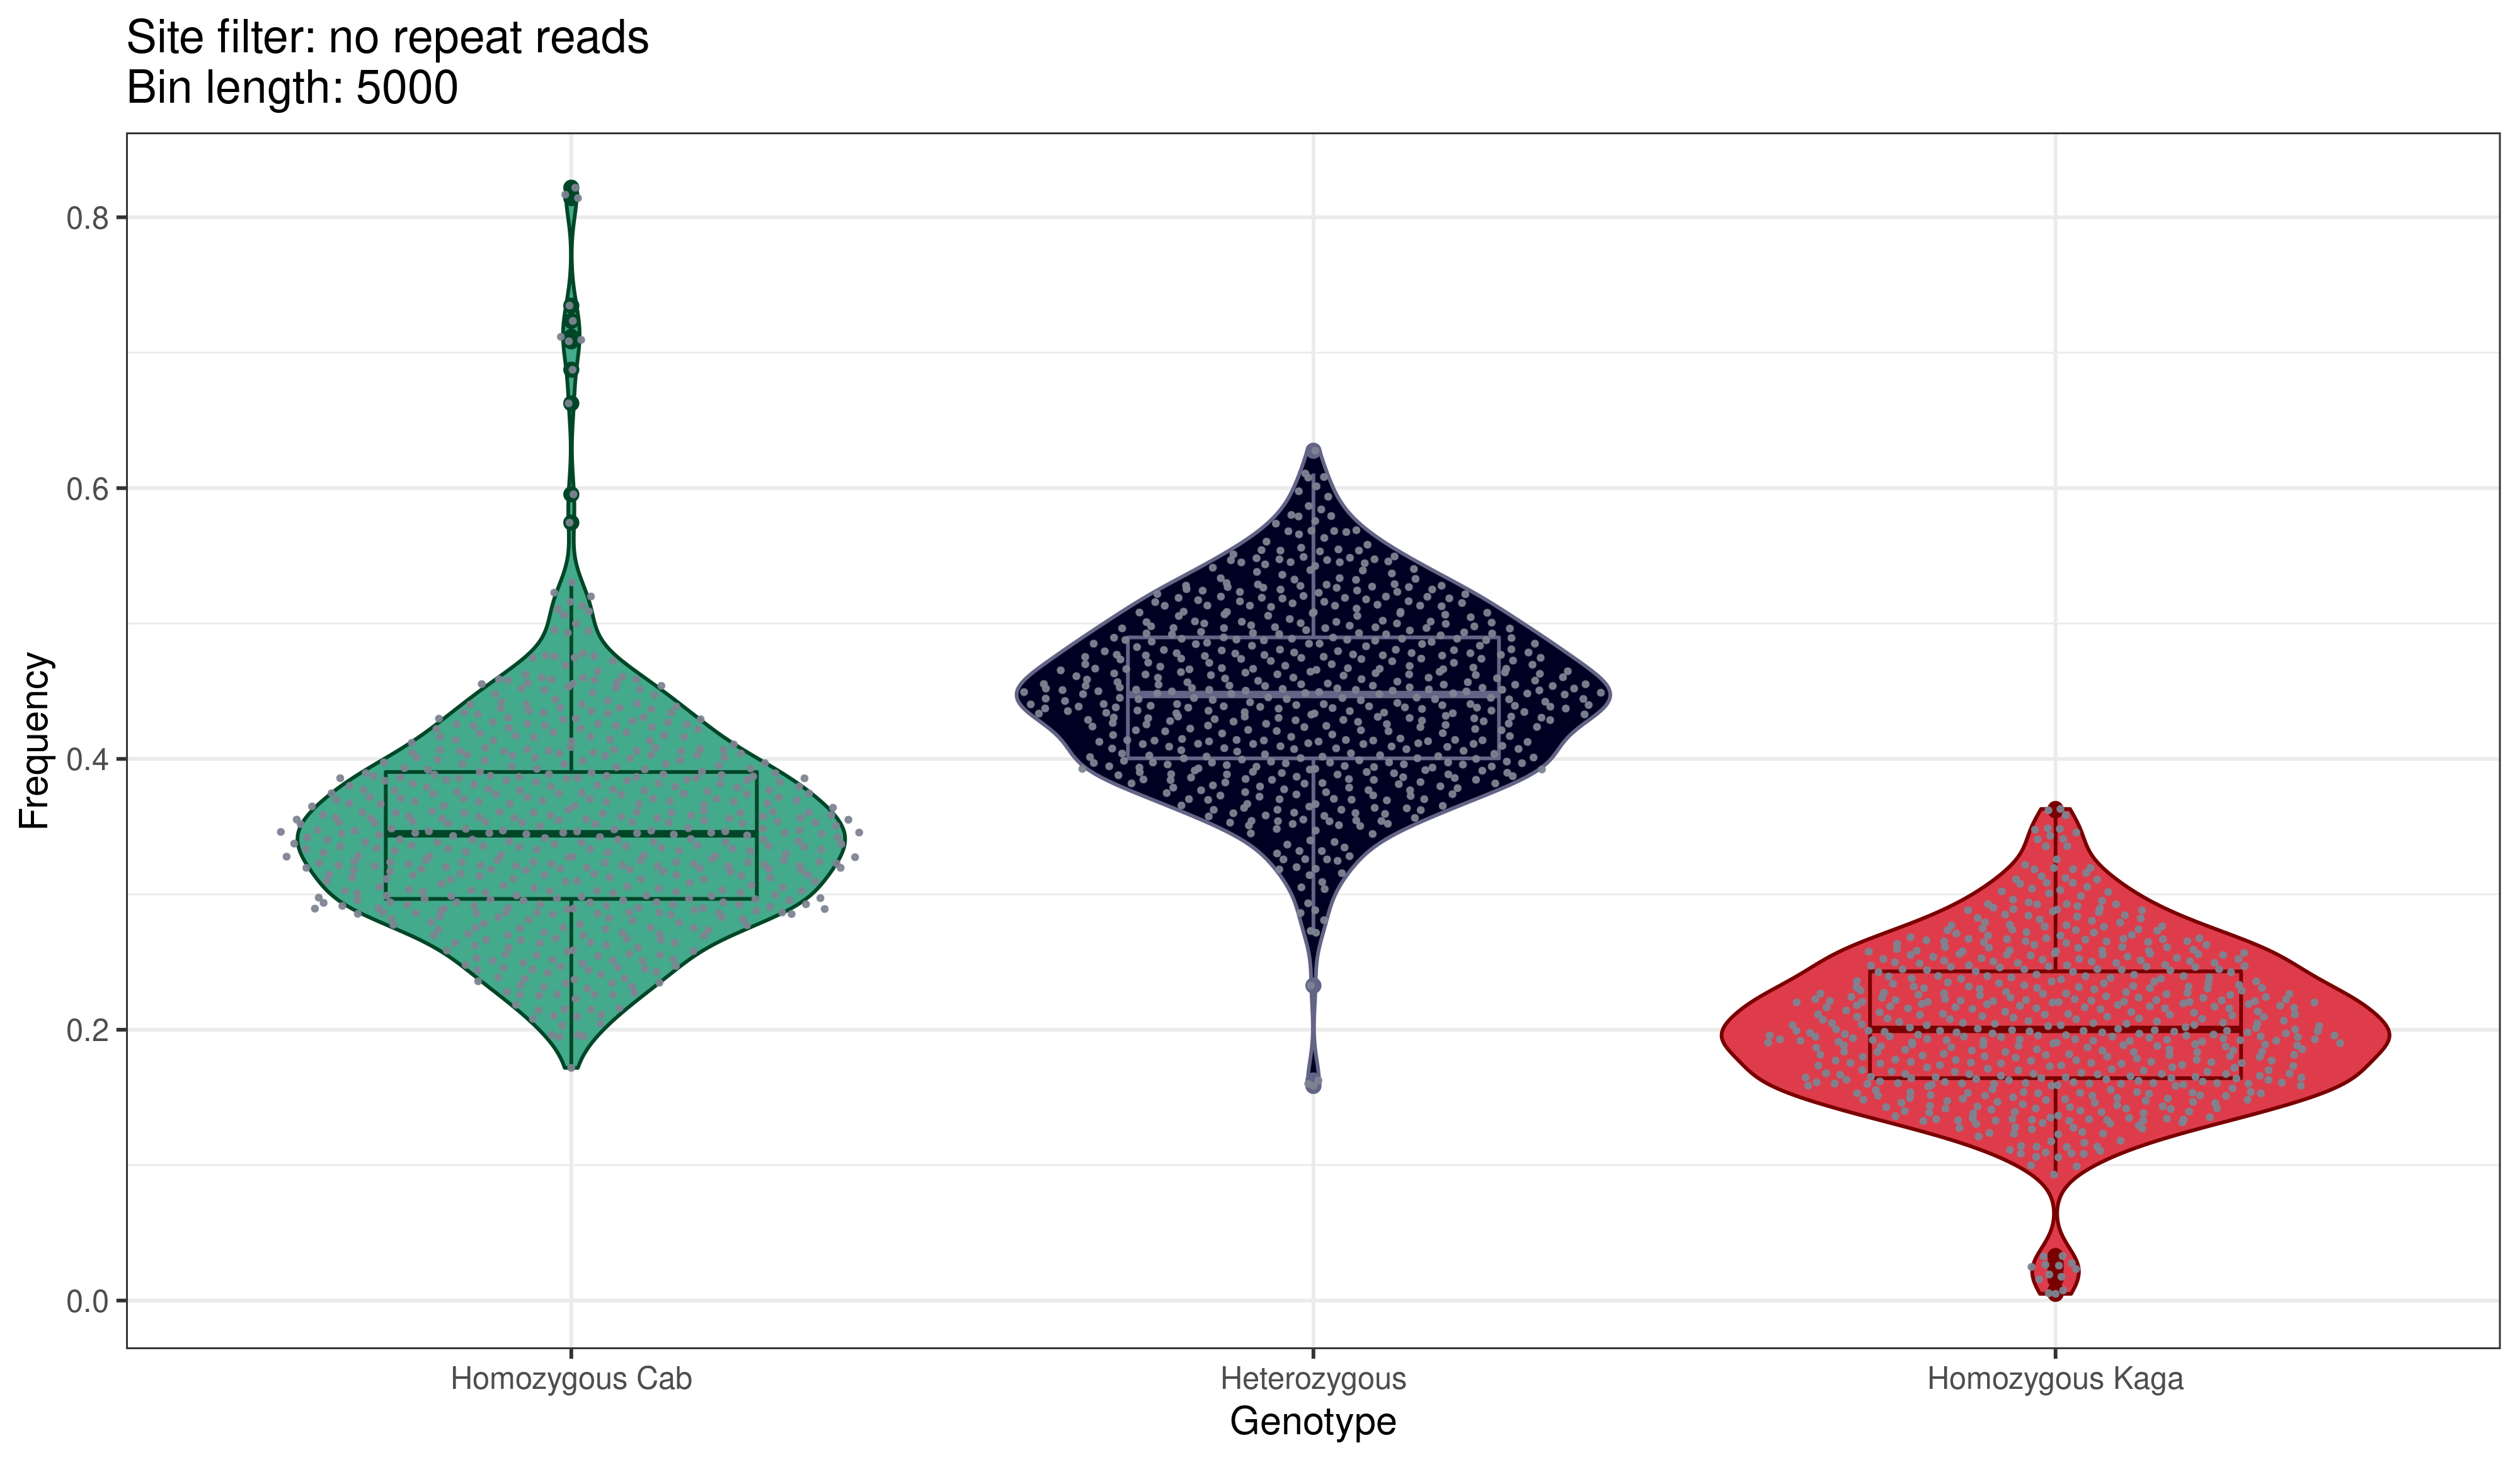 Site filter: no repeat reads
Bin length: 5000
0.8
0.6
0.4
0.2
0.0
Frequency
Homozygous Cab
Heterozygous
Homozygous Kaga
Genotype